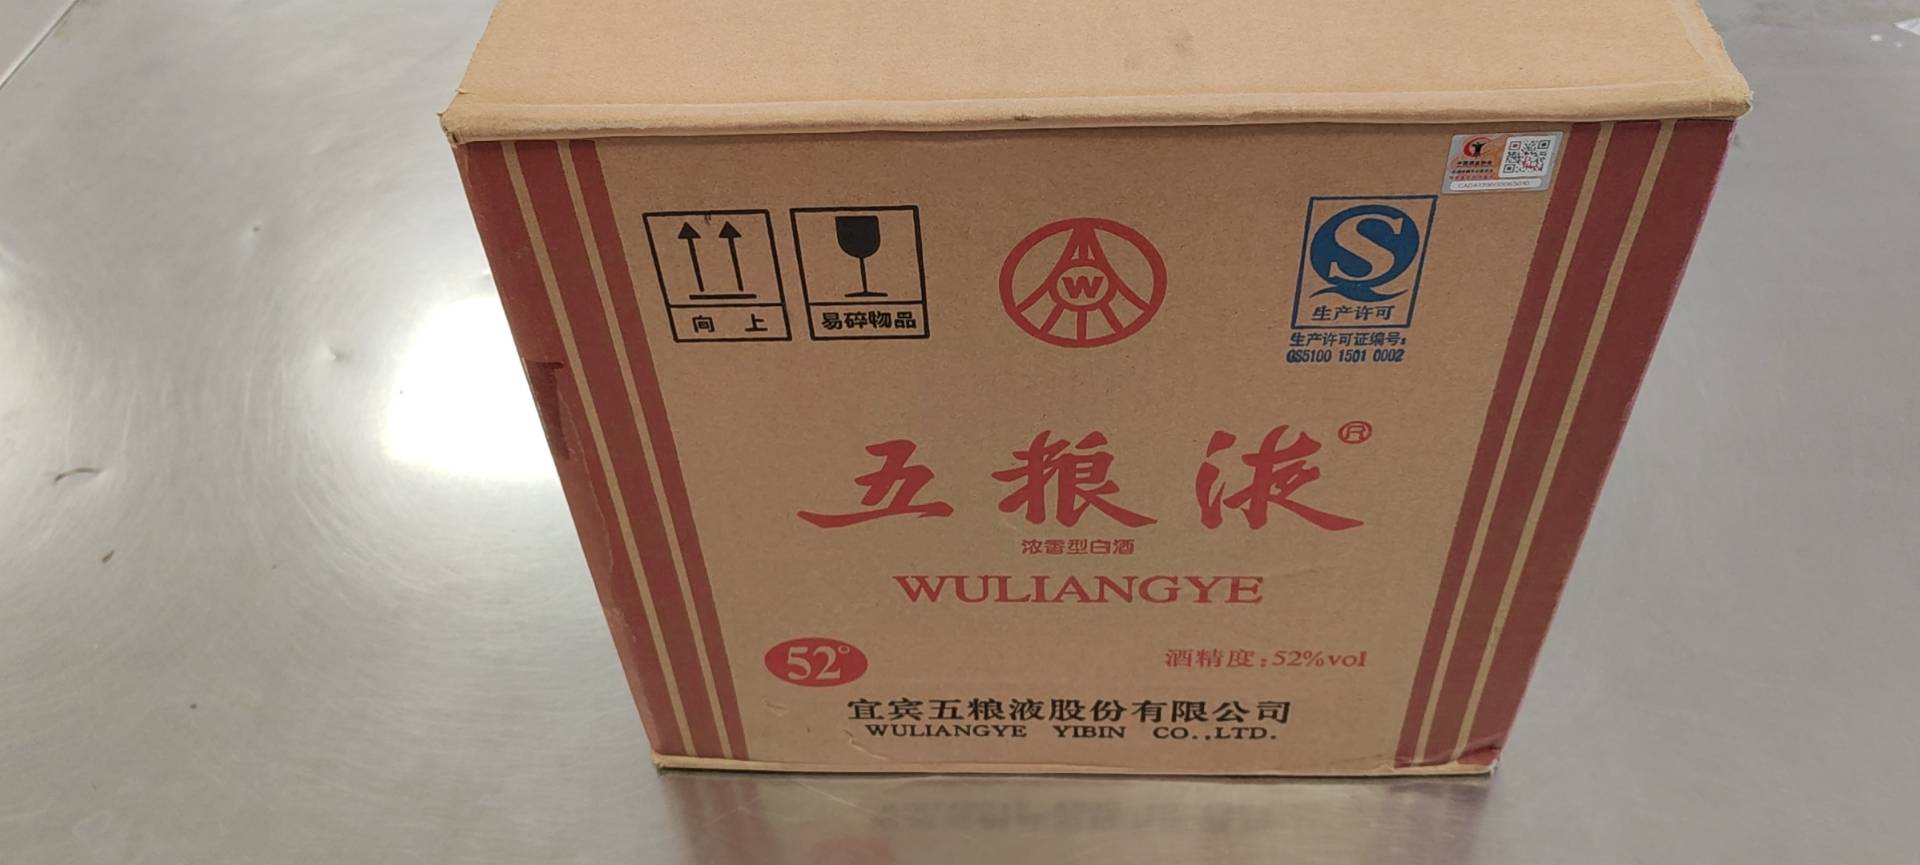 向 上
易碎物品
W
S
生产许可
生产许可证编号:
QS5100 1501 0002
五粮液®
浓香型白酒
WULIANGYE
52°
酒精度:52%vol
宜宾五粮液股份有限公司
WULIANGYE YIBIN CO.,LTD.